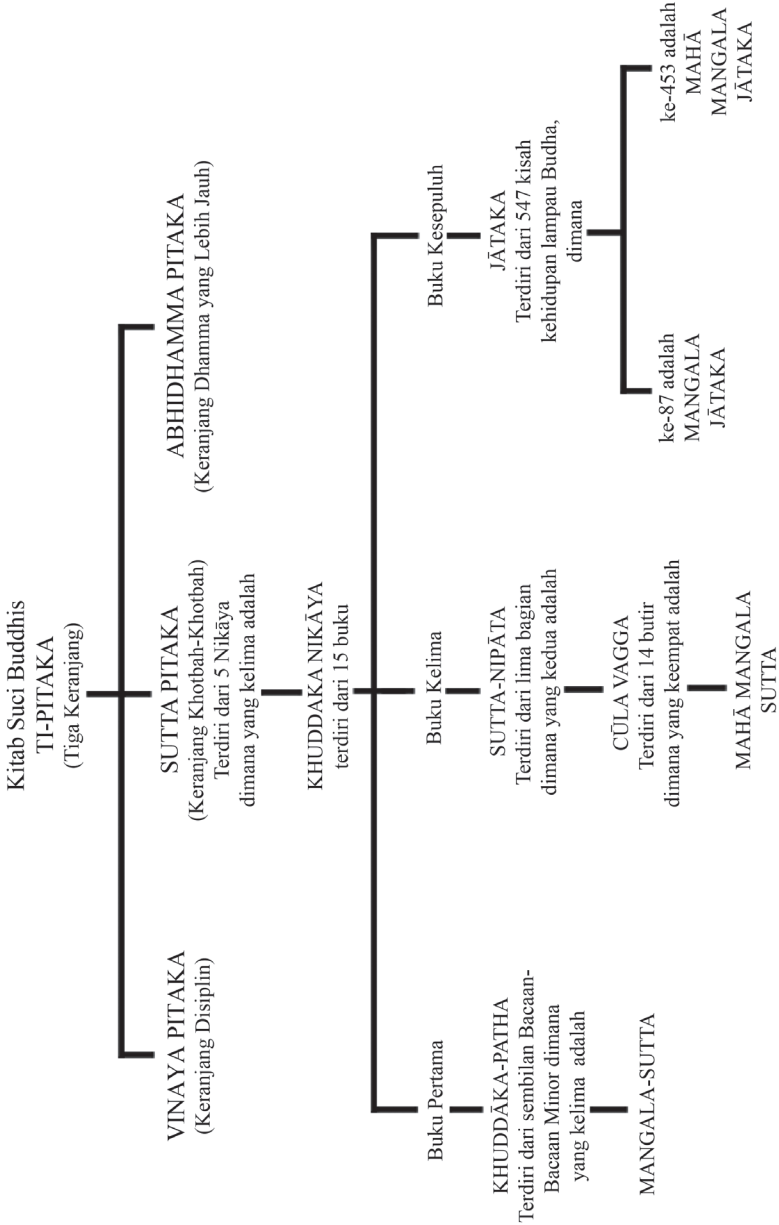 Kitab Suci Buddhis
TI-PITAKA
(Tiga Keranjang)
VINAYA PITAKA
(Keranjang Disiplin)
SUTTA PITAKA
(Keranjang Khotbah-Khotbah)
Terdiri dari 5 Nikāya
dimana yang kelima adalah
ABHIDHAMMA PITAKA
(Keranjang Dhamma yang Lebih Jauh)
KHUDDAKA NIKĀYA
terdiri dari 15 buku
Buku Pertama
KHUDDĀKA-PATHA
Terdiri dari sembilan Bacaan-
Bacaan Minor dimana
yang kelima adalah
MANGALA-SUTTA
Buku Kelima
SUTTA-NIPĀTA
Terdiri dari lima bagian
dimana yang kedua adalah
CŪLA VAGGA
Terdiri dari 14 butir
dimana yang keempat adalah
MAHĀ MANGALA
SUTTA
Buku Kesepuluh
JĀTAKA
Terdiri dari 547 kisah
kehidupan lampau Budha,
dimana
ke-87 adalah
MANGALA
JĀTAKA
ke-453 adalah
MAHĀ
MANGALA
JĀTAKA